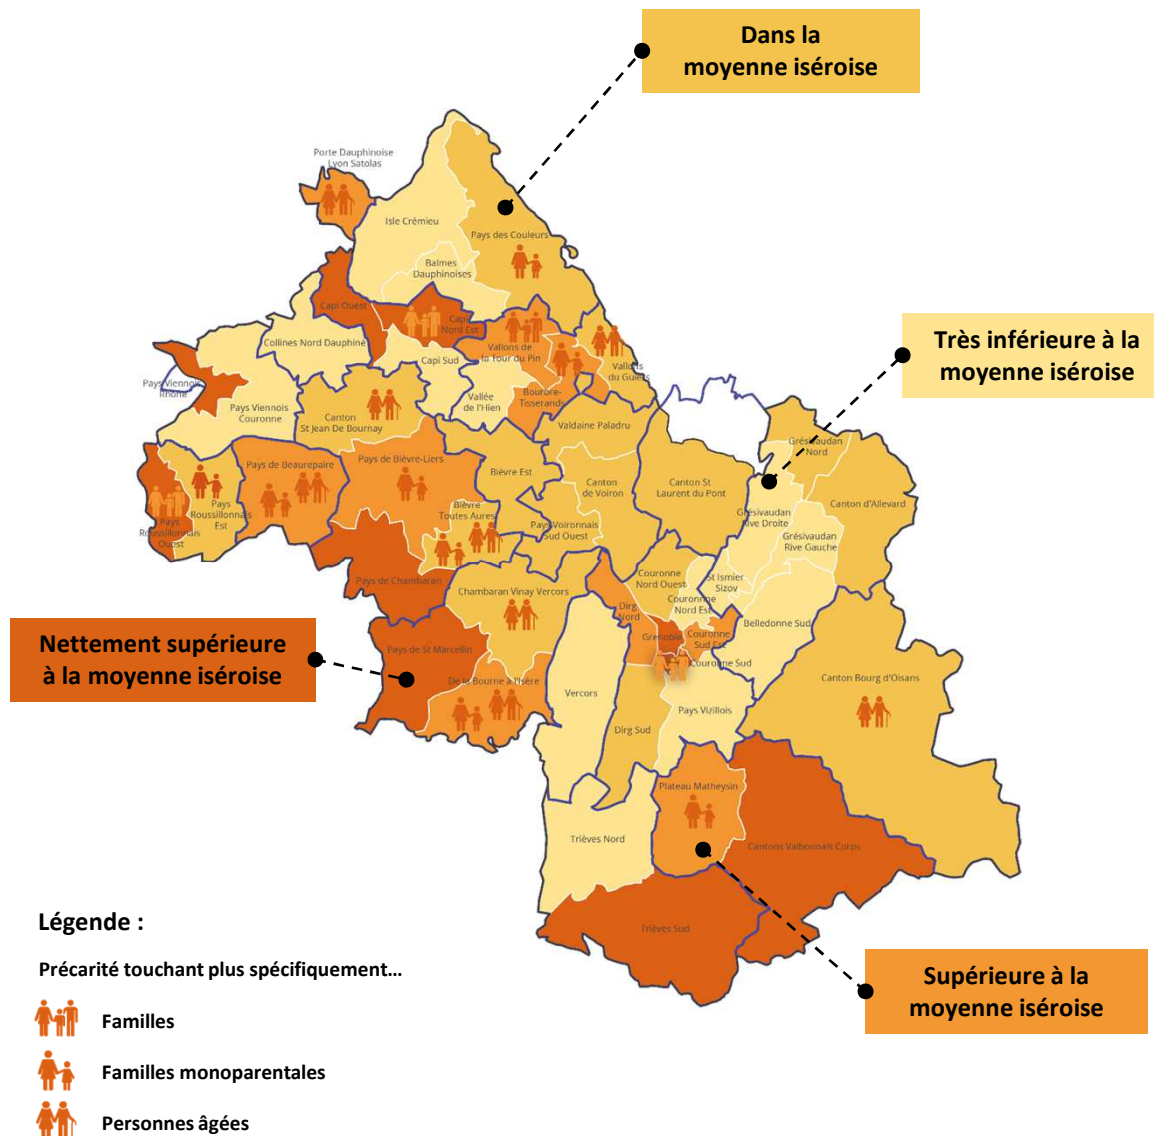 Dans la
moyenne iséroise
Porte Dauphinoise
Lyon Satolas
Isle Crémieu
Pays des Couleurs
Balmes
Dauphinoises
Capi Ouest
Capi
Nord Est
Très inférieure à la
moyenne iséroise
Collines Nord Dauphiné
Vallons de
la Tour du Pin
Capi Sud
Vallons
du Guiers
Pays Viennois
Rhône
Bourbre-
Tisserands
Vallée
de l'Hien
Pays Viennois
Couronne
Canton
St Jean De Bournay
Valdaine Paladru
Grésivaudan
Nord
Pays de Beaurepaire
Pays de Bièvre-Liers
Bièvre Est
Canton
de Voiron
Canton St
Laurent du Pont
Canton d'Allevard
Pays
Roussillonnais
Est
Pays
Roussillonnais
Ouest
Bièvre
Toutes Aures
Pays Voironnais
Sud Ouest
Grésivaudan
Rive Droite
Grésivaudan
Rive Gauche
Pays de Chambaran
Chambaran Vinay Vercors
Couronne
Nord Ouest
St Ismier
Sizov
Couronnne
Nord Est
Dirg
Nord
Belledonne Sud
Grenoble
Couronne
Sud Est
Nettement supérieure
à la moyenne iséroise
Pays de St Marcellin
Couronne Sud
De la Bourne à l'Isère
Canton Bourg d'Oisans
Vercors
Pays Vizillois
Dirg Sud
Plateau Matheysin
Trièves Nord
Cantons Valbonnais Corps
Trièves Sud
Légende :
Précarité touchant plus spécifiquement…
Supérieure à la
moyenne iséroise
Familles
Familles monoparentales
Personnes âgées